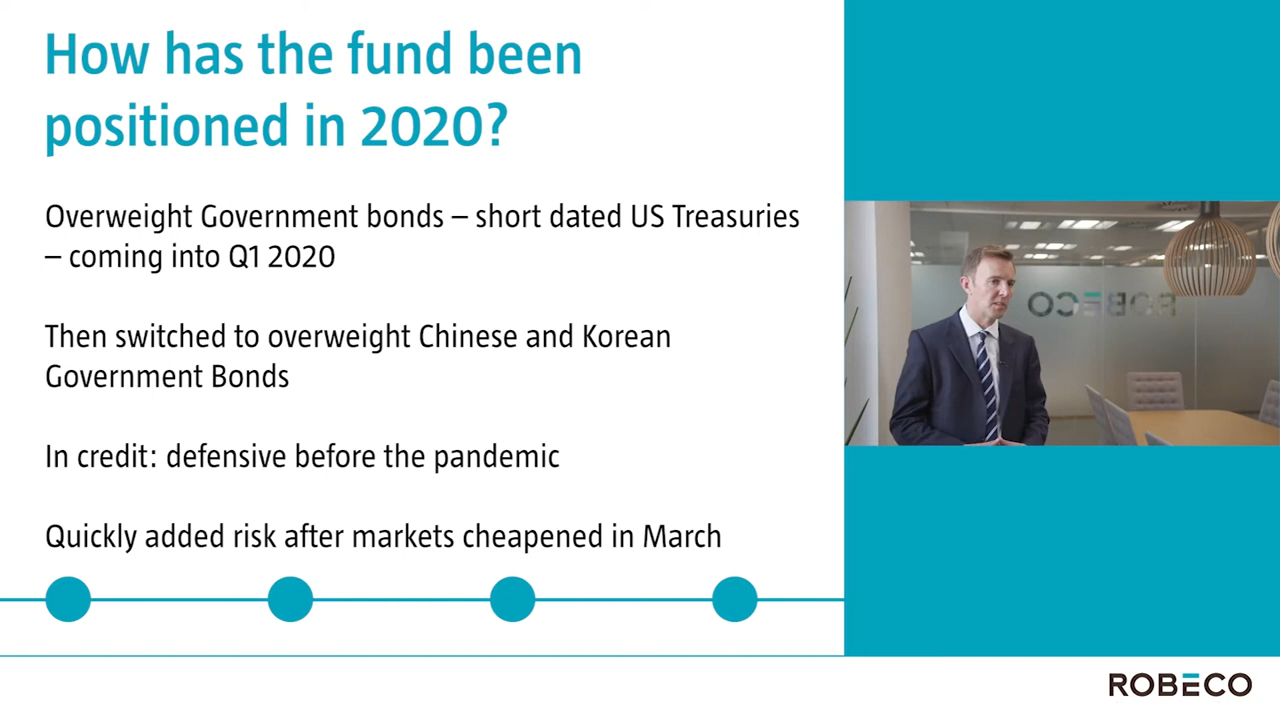 How has the fund been
positioned in 2020?
Overweight Government bonds – short dated US Treasuries
– coming into Q1 2020
Then switched to overweight Chinese and Korean
Government Bonds
In credit: defensive before the pandemic
Quickly added risk after markets cheapened in March
ROBECO
ROBECO